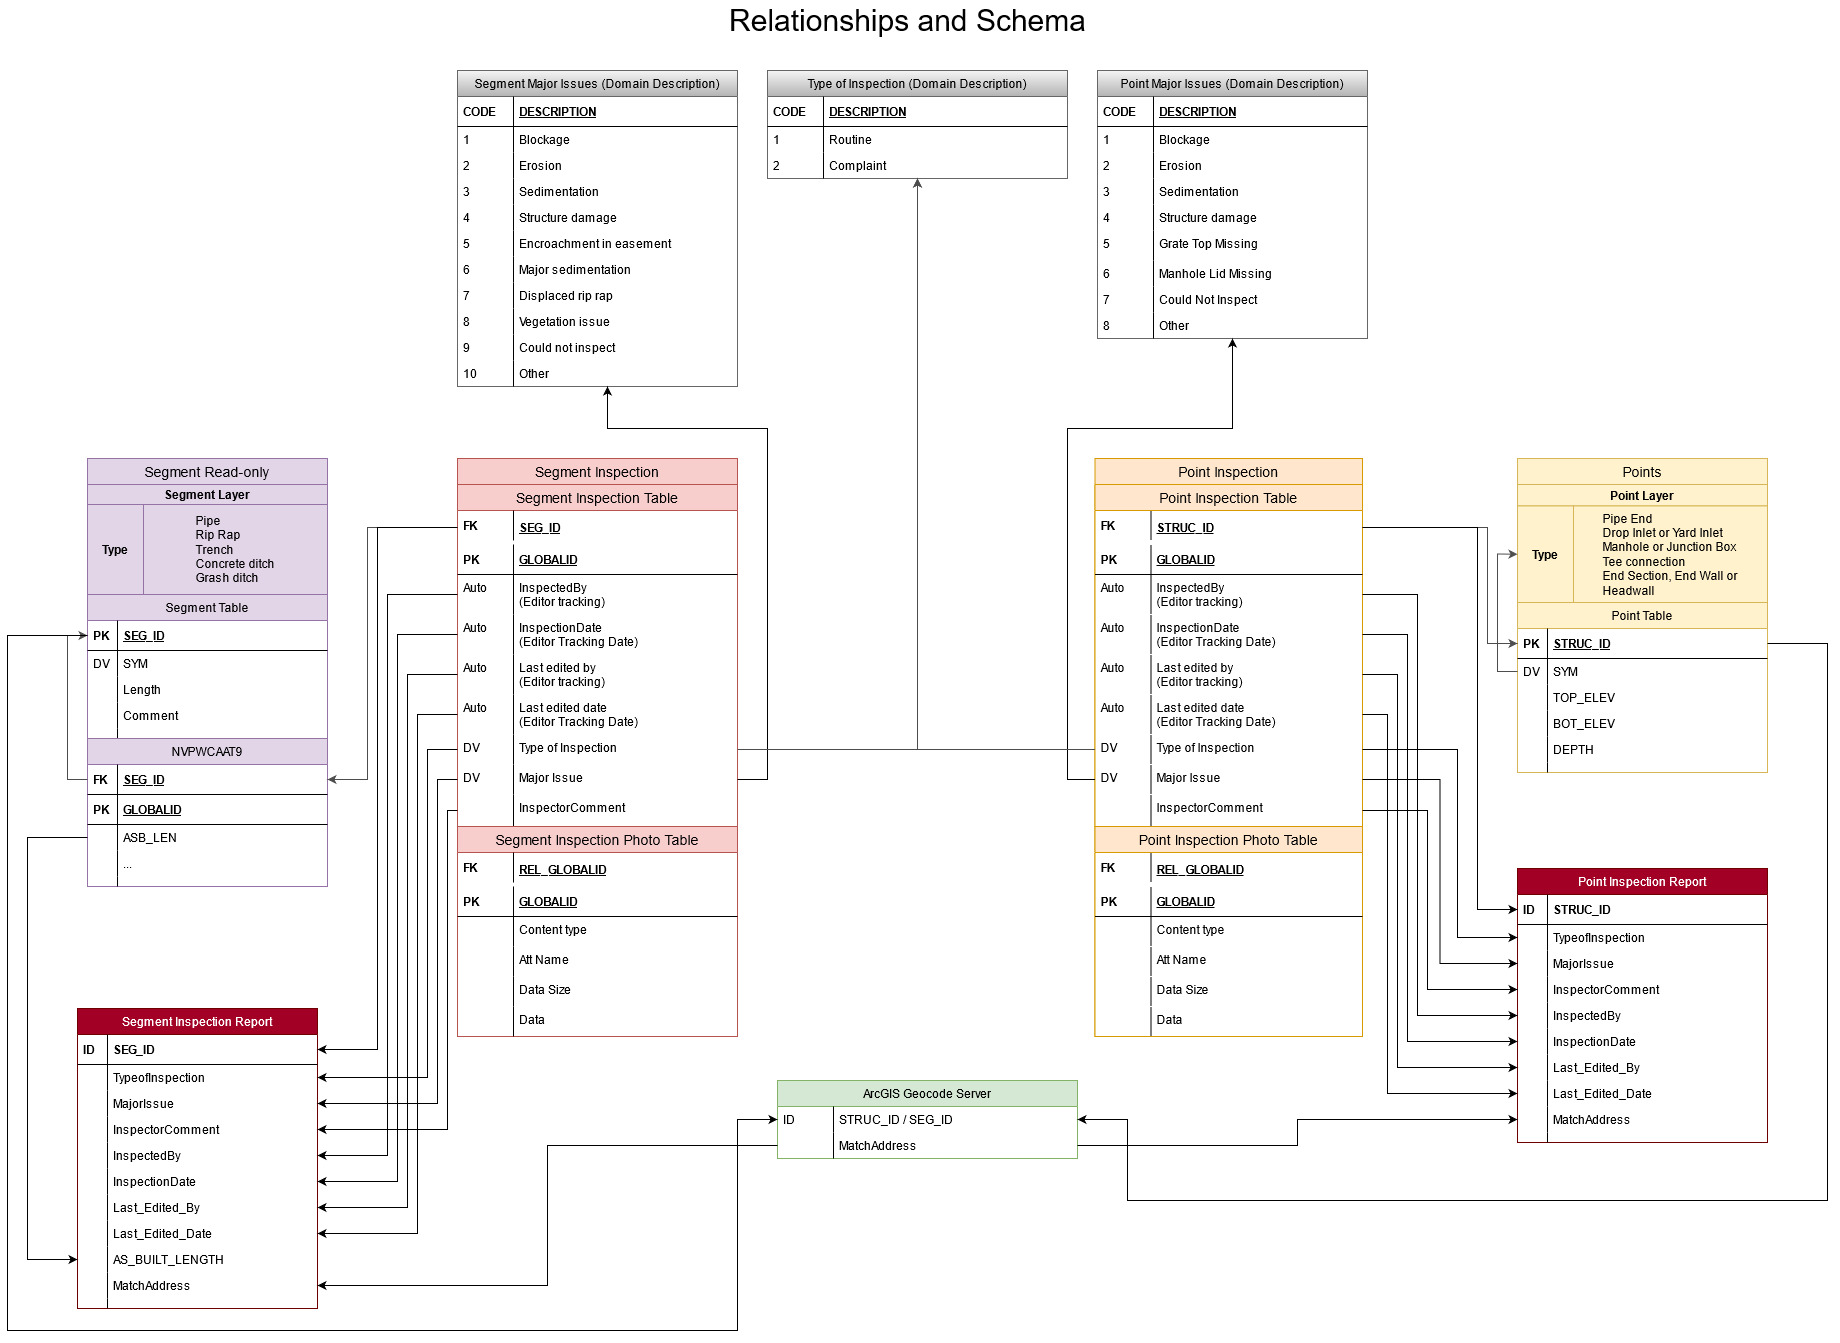 Relationships and Schema
Segment Major Issues (Domain Description)
CODE DESCRIPTION
1 Blockage
2 Erosion
3 Sedimentation
4 Structure damage
5 Encroachment in easement
6 Major sedimentation
7 Displaced rip rap
8 Vegetation issue
9 Could not inspect
10 Other
Type of Inspection (Domain Description)
CODE DESCRIPTION
1 Routine
2 Complaint
Point Major Issues (Domain Description)
CODE DESCRIPTION
1 Blockage
2 Erosion
3 Sedimentation
4 Structure damage
5 Grate Top Missing
6 Manhole Lid Missing
7 Could Not Inspect
8 Other
Segment Read-only
Segment Layer
Type
Pipe
Rip Rap
Trench
Concrete ditch
Grash ditch
Segment Table
PK SEG_ID
DV SYM
Length
Comment
NVPWCAAT9
FK SEG_ID
PK GLOBALID
ASB_LEN
...
Segment Inspection
Segment Inspection Table
FK SEG_ID
PK GLOBALID
Auto InspectedBy
(Editor tracking)
Auto InspectionDate
(Editor Tracking Date)
Auto Last edited by
(Editor tracking)
Auto Last edited date
(Editor Tracking Date)
DV Type of Inspection
DV Major Issue
InspectorComment
Segment Inspection Photo Table
FK REL_GLOBALID
PK GLOBALID
Content type
Att Name
Data Size
Data
Point Inspection
Point Inspection Table
FK STRUC_ID
PK GLOBALID
Auto InspectedBy
(Editor tracking)
Auto InspectionDate
(Editor Tracking Date)
Auto Last edited by
(Editor tracking)
Auto Last edited date
(Editor Tracking Date)
DV Type of Inspection
DV Major Issue
InspectorComment
Point Inspection Photo Table
FK REL_GLOBALID
PK GLOBALID
Content type
Att Name
Data Size
Data
Points
Point Layer
Type
Pipe End
Drop Inlet or Yard Inlet
Manhole or Junction Box
Tee connection
End Section, End Wall or
Headwall
Point Table
PK STRUC_ID
DV SYM
TOP_ELEV
BOT_ELEV
DEPTH
Segment Inspection Report
ID SEG_ID
TypeofInspection
MajorIssue
InspectorComment
InspectedBy
InspectionDate
Last_Edited_By
Last_Edited_Date
AS_BUILT_LENGTH
MatchAddress
ArcGIS Geocode Server
ID STRUC_ID / SEG_ID
MatchAddress
Point Inspection Report
ID STRUC_ID
TypeofInspection
MajorIssue
InspectorComment
InspectedBy
InspectionDate
Last_Edited_By
Last_Edited_Date
MatchAddress